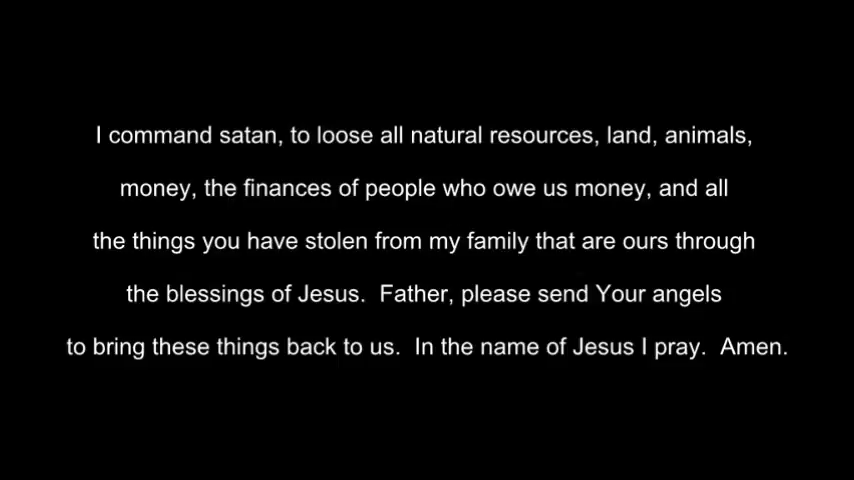 I command satan, to loose all natural resources, land, animals,
money, the finances of people who owe us money, and all
the things you have stolen from my family that are ours through
the blessings of Jesus.  Father, please send Your angels
to bring these things back to us.  In the name of Jesus I pray.  Amen.